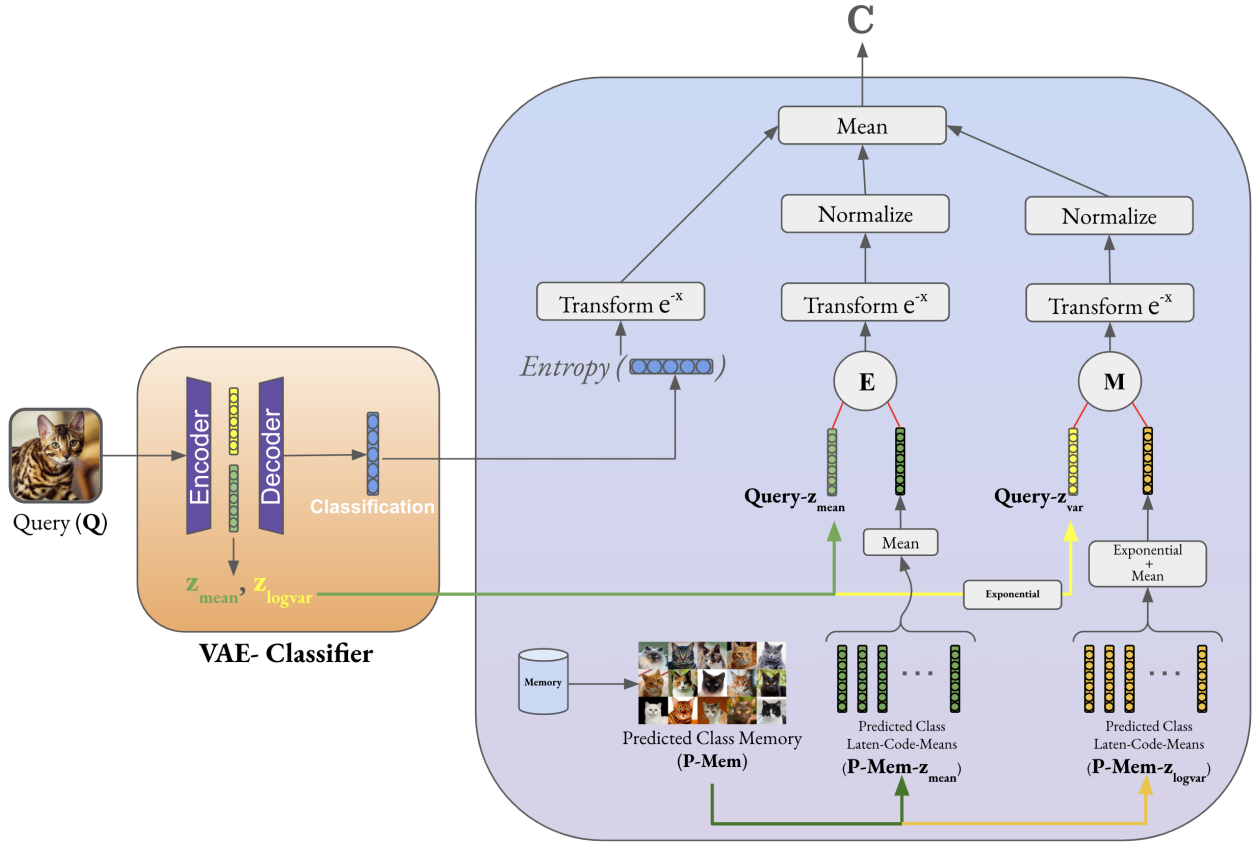 C
Mean
Normalize
Normalize
Transform e-x
Transform e-x
Transform e-x
Entropy ( )
E
M
Encoder
Decoder
Classification
Query (Q)
zmean, zlogvar
VAE- Classifier
Query-zmean
Query-zvar
Mean
Exponential
+
Mean
Exponential
Memory
Predicted Class Memory
(P-Mem)
Predicted Class
Laten-Code-Means
(P-Mem-zmean)
Predicted Class
Laten-Code-Means
(P-Mem-zlogvar)